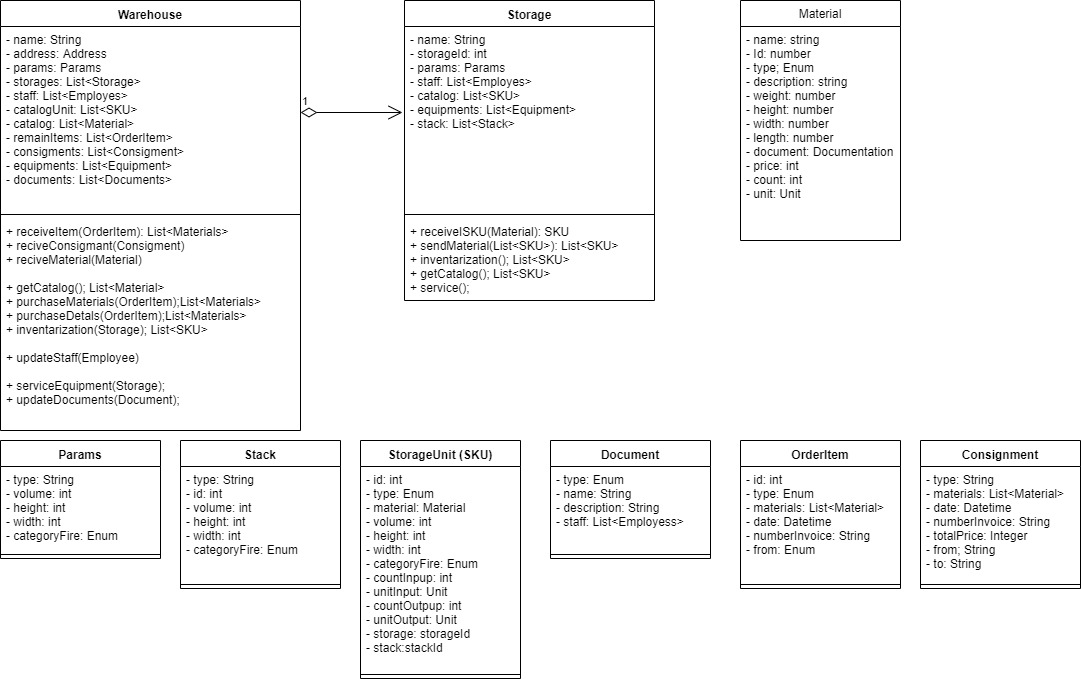 Warehouse
- name: String
- address: Address
- params: Params
- storages: List<Storage>
- staff: List<Employes>
- catalogUnit: List<SKU>
- catalog: List<Material>
- remainItems: List<OrderItem>
- consigments: List<Consigment>
- equipments: List<Equipment>
- documents: List<Documents>
+ receiveItem(OrderItem): List<Materials>
+ reciveConsigmant(Consigment)
+ reciveMaterial(Material)
+ getCatalog(); List<Material>
+ purchaseMaterials(OrderItem);List<Materials>
+ purchaseDetals(OrderItem);List<Materials>
+ inventarization(Storage); List<SKU>
+ updateStaff(Employee)
+ serviceEquipment(Storage);
+ updateDocuments(Document);
1
Storage
- name: String
- storageId: int
- params: Params
- staff: List<Employes>
- catalog: List<SKU>
- equipments: List<Equipment>
- stack: List<Stack>
+ receiveISKU(Material): SKU
+ sendMaterial(List<SKU>): List<SKU>
+ inventarization(); List<SKU>
+ getCatalog(); List<SKU>
+ service();
Material
- name: string
- Id: number
- type; Enum
- description: string
- weight: number
- height: number
- width: number
- length: number
- document: Documentation
- price: int
- count: int
- unit: Unit
Params
- type: String
- volume: int
- height: int
- width: int
- categoryFire: Enum
Stack
- type: String
- id: int
- volume: int
- height: int
- width: int
- categoryFire: Enum
StorageUnit (SKU)
- id: int
- type: Enum
- material: Material
- volume: int
- height: int
- width: int
- categoryFire: Enum
- countInpup: int
- unitInput: Unit
- countOutpup: int
- unitOutput: Unit
- storage: storageId
- stack:stackId
Document
- type: Enum
- name: String
- description: String
- staff: List<Employess>
OrderItem
- id: int
- type: Enum
- materials: List<Material>
- date: Datetime
- numberInvoice: String
- from: Enum
Consignment
- type: String
- materials: List<Material>
- date: Datetime
- numberInvoice: String
- totalPrice: Integer
- from; String
- to: String